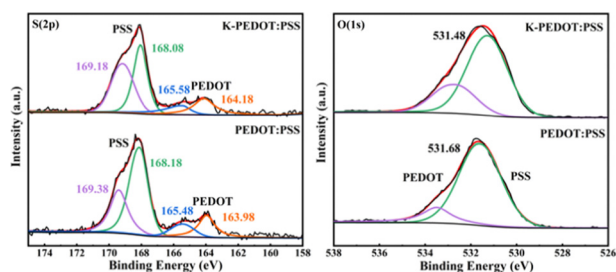 S(2p)
K-PEDOT:PSS
PSS
168.08
169.18
165.58
PEDOT
164.18
PEDOT:PSS
PSS
168.18
169.38
165.48
PEDOT
163.98
Intensity (a.u.)
Intensity (a.u.)
174 172 170 168 166 164 162 160 158
Binding Energy (eV)
O(1s)
K-PEDOT:PSS
531.48
PEDOT:PSS
531.68
PEDOT
PSS
Intensity (a.u.)
Intensity (a.u.)
538 536 534 532 530 528 526
Binding Energy (eV)